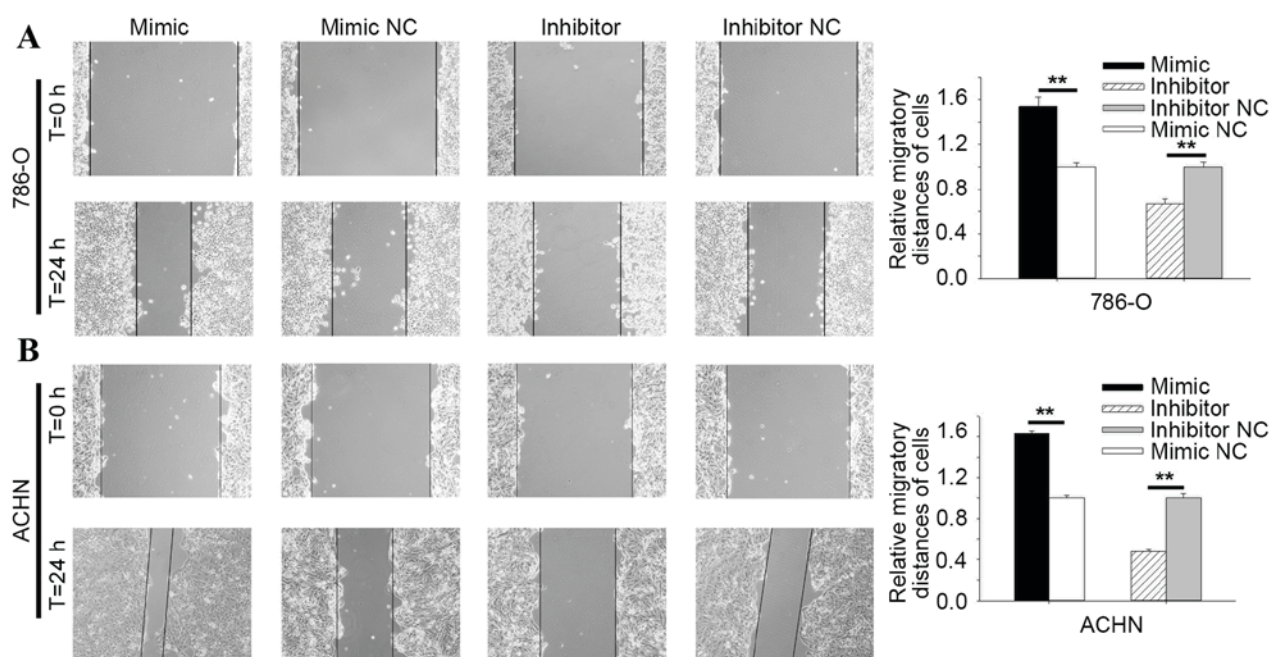 A
Mimic Mimic NC Inhibitor Inhibitor NC
786-O
T=0 h
T=24 h
Relative migratory
distances of cells
1.6
1.2
0.8
0.4
0.0
**
**
Mimic
Inhibitor
Inhibitor NC
Mimic NC
786-O
B
ACHN
T=0 h
T=24 h
Relative migratory
distances of cells
1.6
1.2
0.8
0.4
0.0
**
**
Mimic
Inhibitor
Inhibitor NC
Mimic NC
ACHN